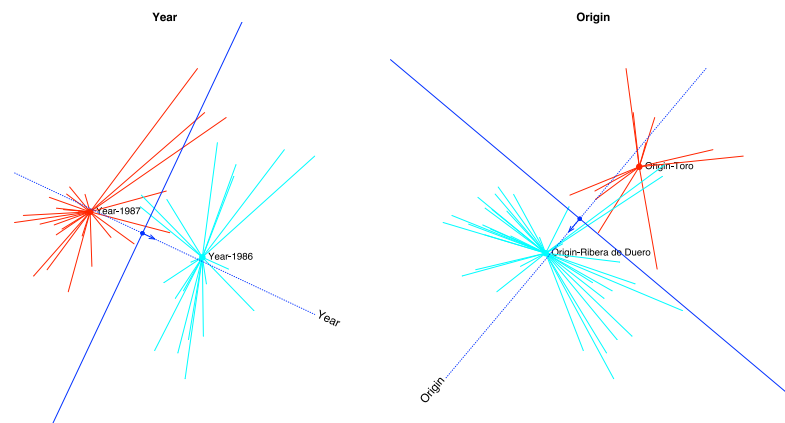 Year
Origin
Year-1987
Year-1986
Year
Origin-Toro
Origin-Ribera de Duero
Origin